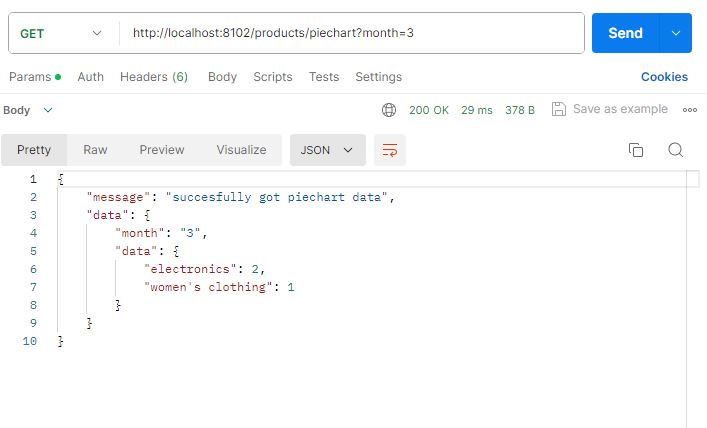 GET http://localhost:8102/products/piechart?month=3 Send
Params Auth Headers (6) Body Scripts Tests Settings Cookies
Body 200 OK 29 ms 378 B Save as example
Pretty Raw Preview Visualize JSON
1 {
2 "message": "succesfully got piechart data",
3 "data": {
4 "month": "3",
5 "data": {
6 "electronics": 2,
7 "women's clothing": 1
8 }
9 }
10 }